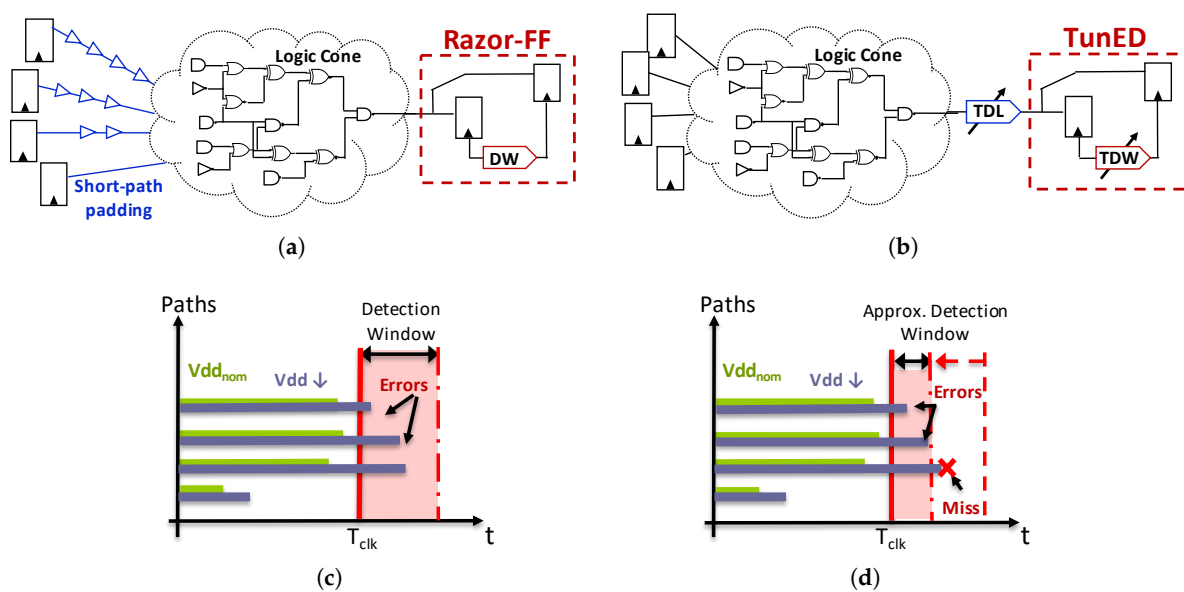 Razor-FF
Logic Cone
DW
Short-path
padding
(a)
TunED
Logic Cone
TDL
TDW
(b)
Paths
Detection
Window
Vdd_nom
Vdd ↓
Errors
T_clk
t
(c)
Paths
Approx. Detection
Window
Vdd_nom
Vdd ↓
Errors
Miss
T_clk
t
(d)